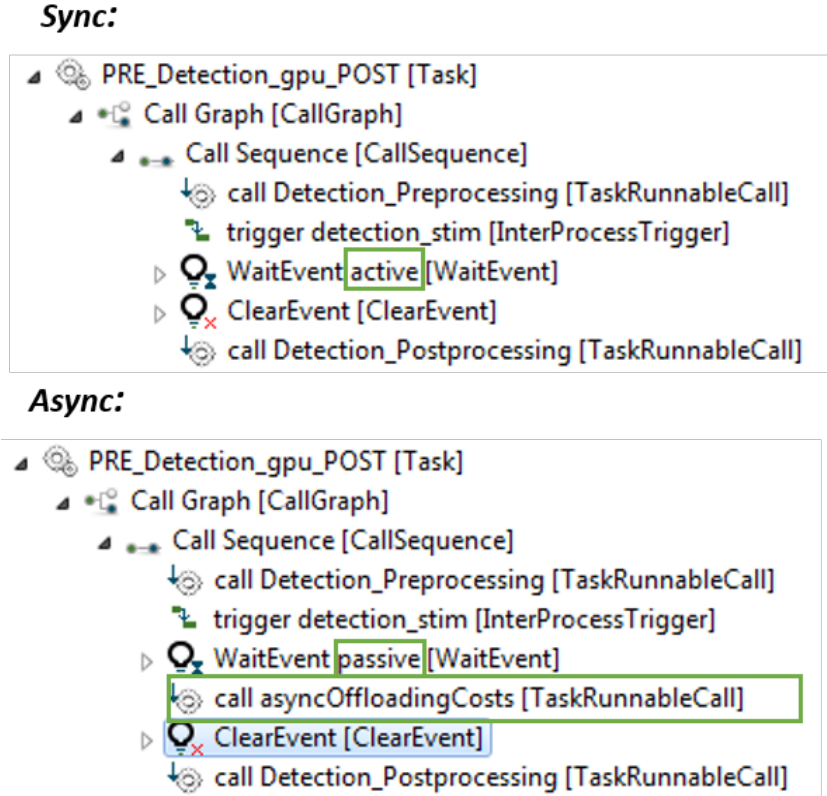 Sync:
PRE_Detection_gpu_POST [Task]
Call Graph [CallGraph]
Call Sequence [CallSequence]
call Detection_Preprocessing [TaskRunnableCall]
trigger detection_stim [InterProcessTrigger]
WaitEvent active [WaitEvent]
ClearEvent [ClearEvent]
call Detection_Postprocessing [TaskRunnableCall]
Async:
PRE_Detection_gpu_POST [Task]
Call Graph [CallGraph]
Call Sequence [CallSequence]
call Detection_Preprocessing [TaskRunnableCall]
trigger detection_stim [InterProcessTrigger]
WaitEvent passive [WaitEvent]
call asyncOffloadingCosts [TaskRunnableCall]
ClearEvent [ClearEvent]
call Detection_Postprocessing [TaskRunnableCall]